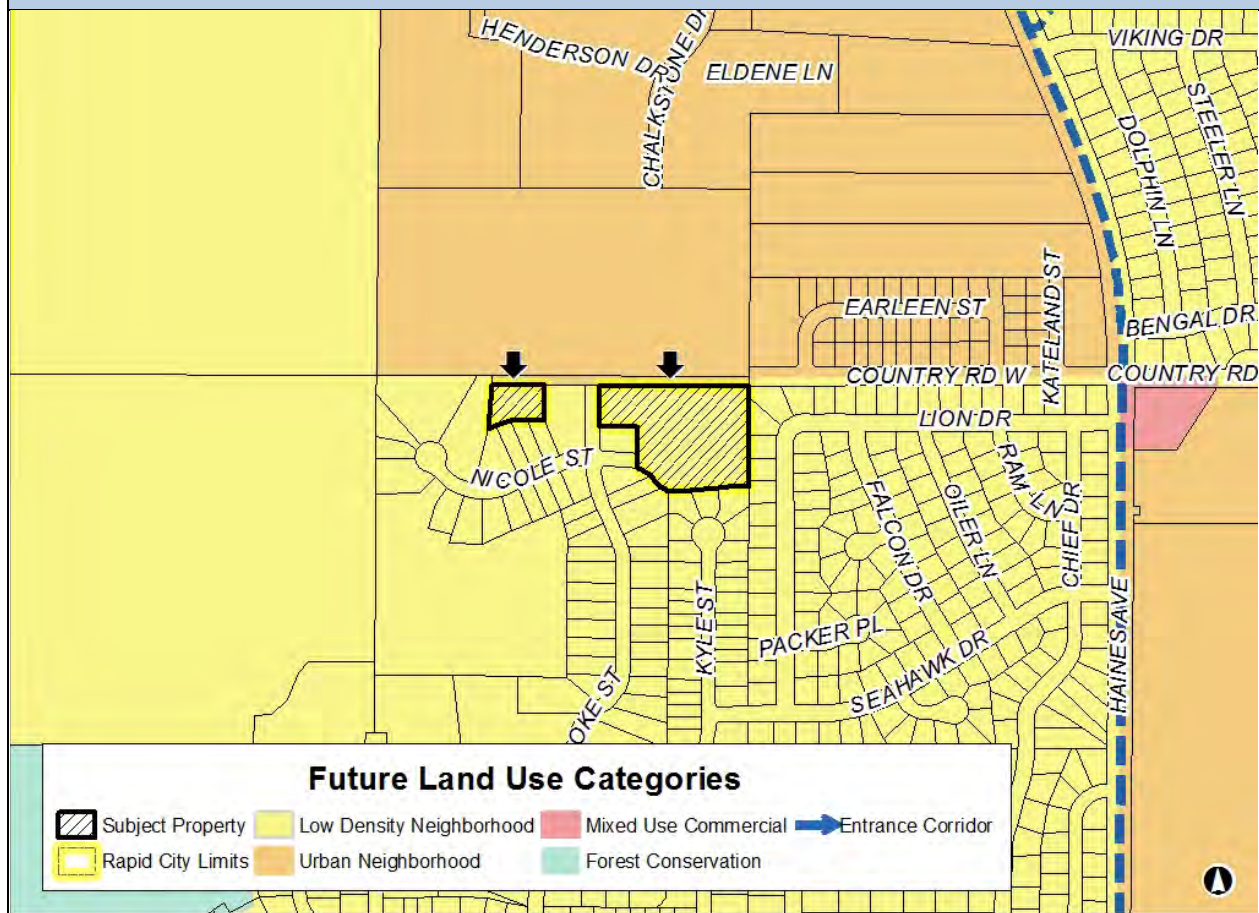 HENDERSON DR
CHALKSTONE DR
ELDENE LN
VIKING DR
STEELER LN
DOLPHIN LN
KATELAND ST
EARLEEN ST
BENGAL DR
COUNTRY RD W
COUNTRY RD
LION DR
NICOLE ST
RAM LN
OILER LN
FALCON DR
CHIEF DR
HAINES AVE
KYLE ST
PACKER PL
SEAHAWK DR
OKE ST
Future Land Use Categories
Subject Property
Low Density Neighborhood
Mixed Use Commercial
Entrance Corridor
Rapid City Limits
Urban Neighborhood
Forest Conservation